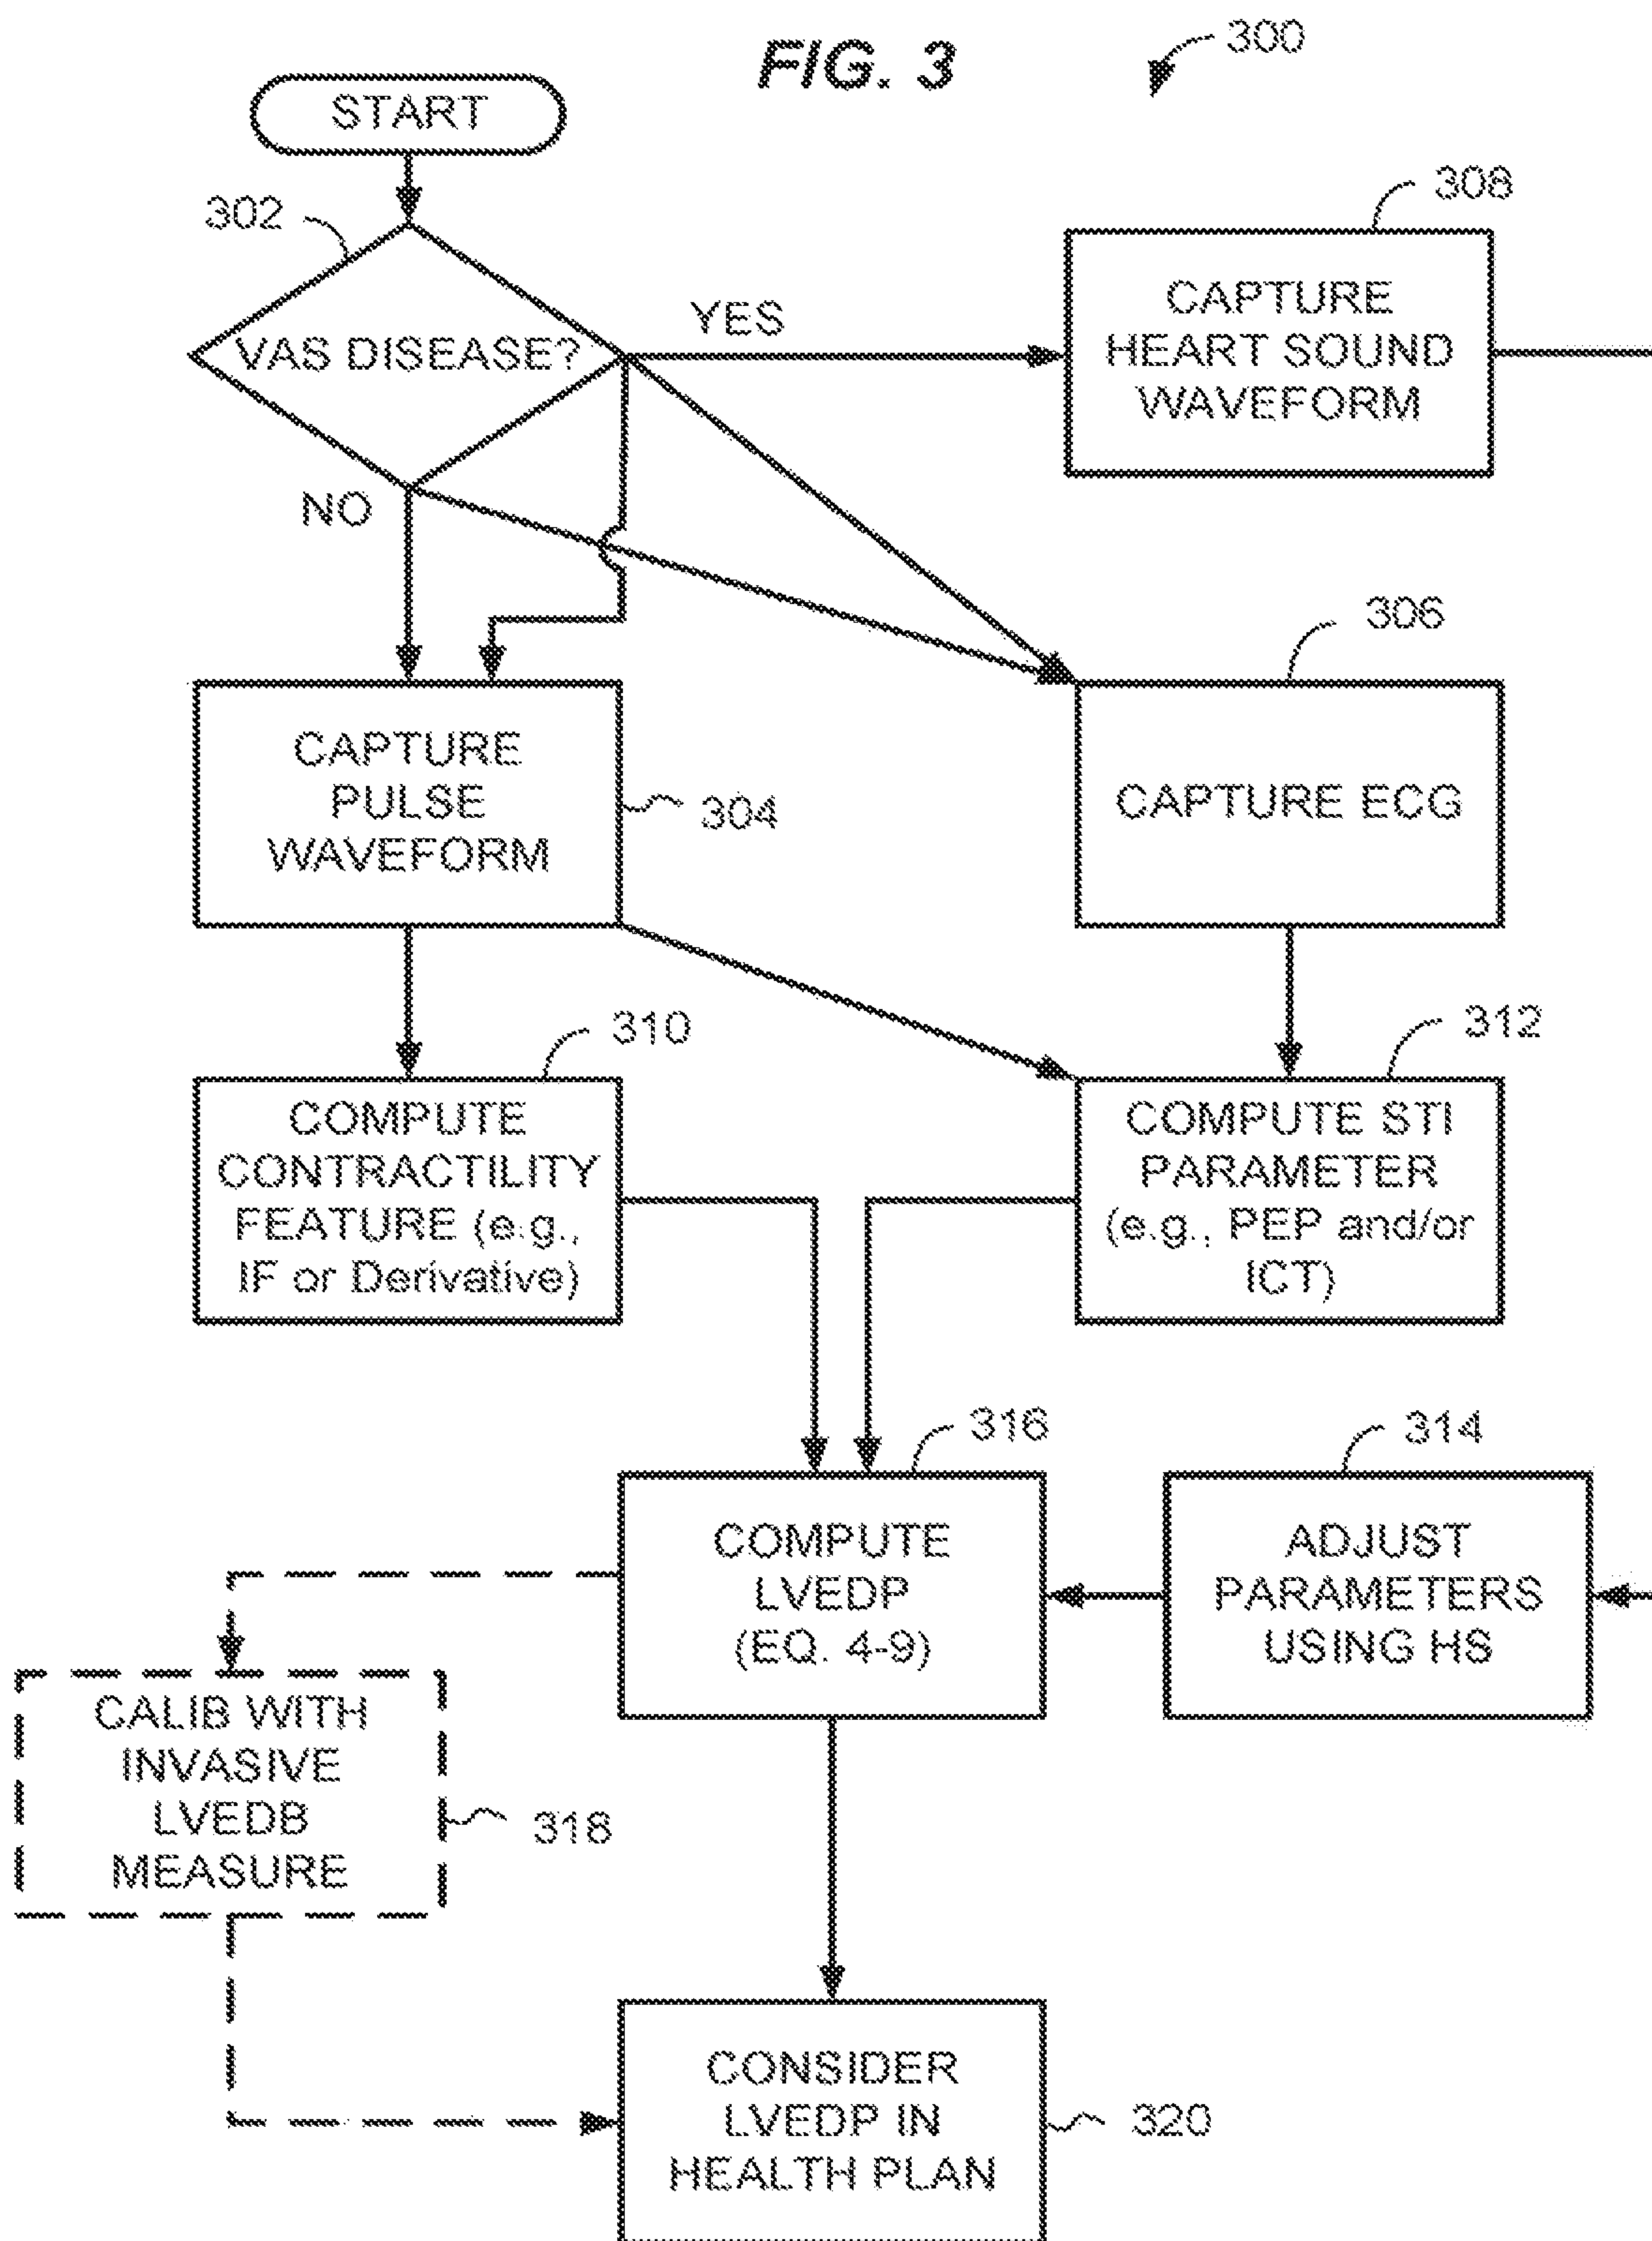 FIG. 3
300
START
302
VAS DISEASE?
YES
NO
308
CAPTURE
HEART SOUND
WAVEFORM
306
CAPTURE
PULSE
WAVEFORM
304
CAPTURE ECG
310
COMPUTE
CONTRACTILITY
FEATURE (e.g.,
IF or Derivative)
312
COMPUTE STI
PARAMETER
(e.g., PEP and/or
ICT)
316
COMPUTE
LVEDP
(EQ. 4-9)
314
ADJUST
PARAMETERS
USING HS
CALIB WITH
INVASIVE
LVEDB
MEASURE
318
CONSIDER
LVEDP IN
HEALTH PLAN
320